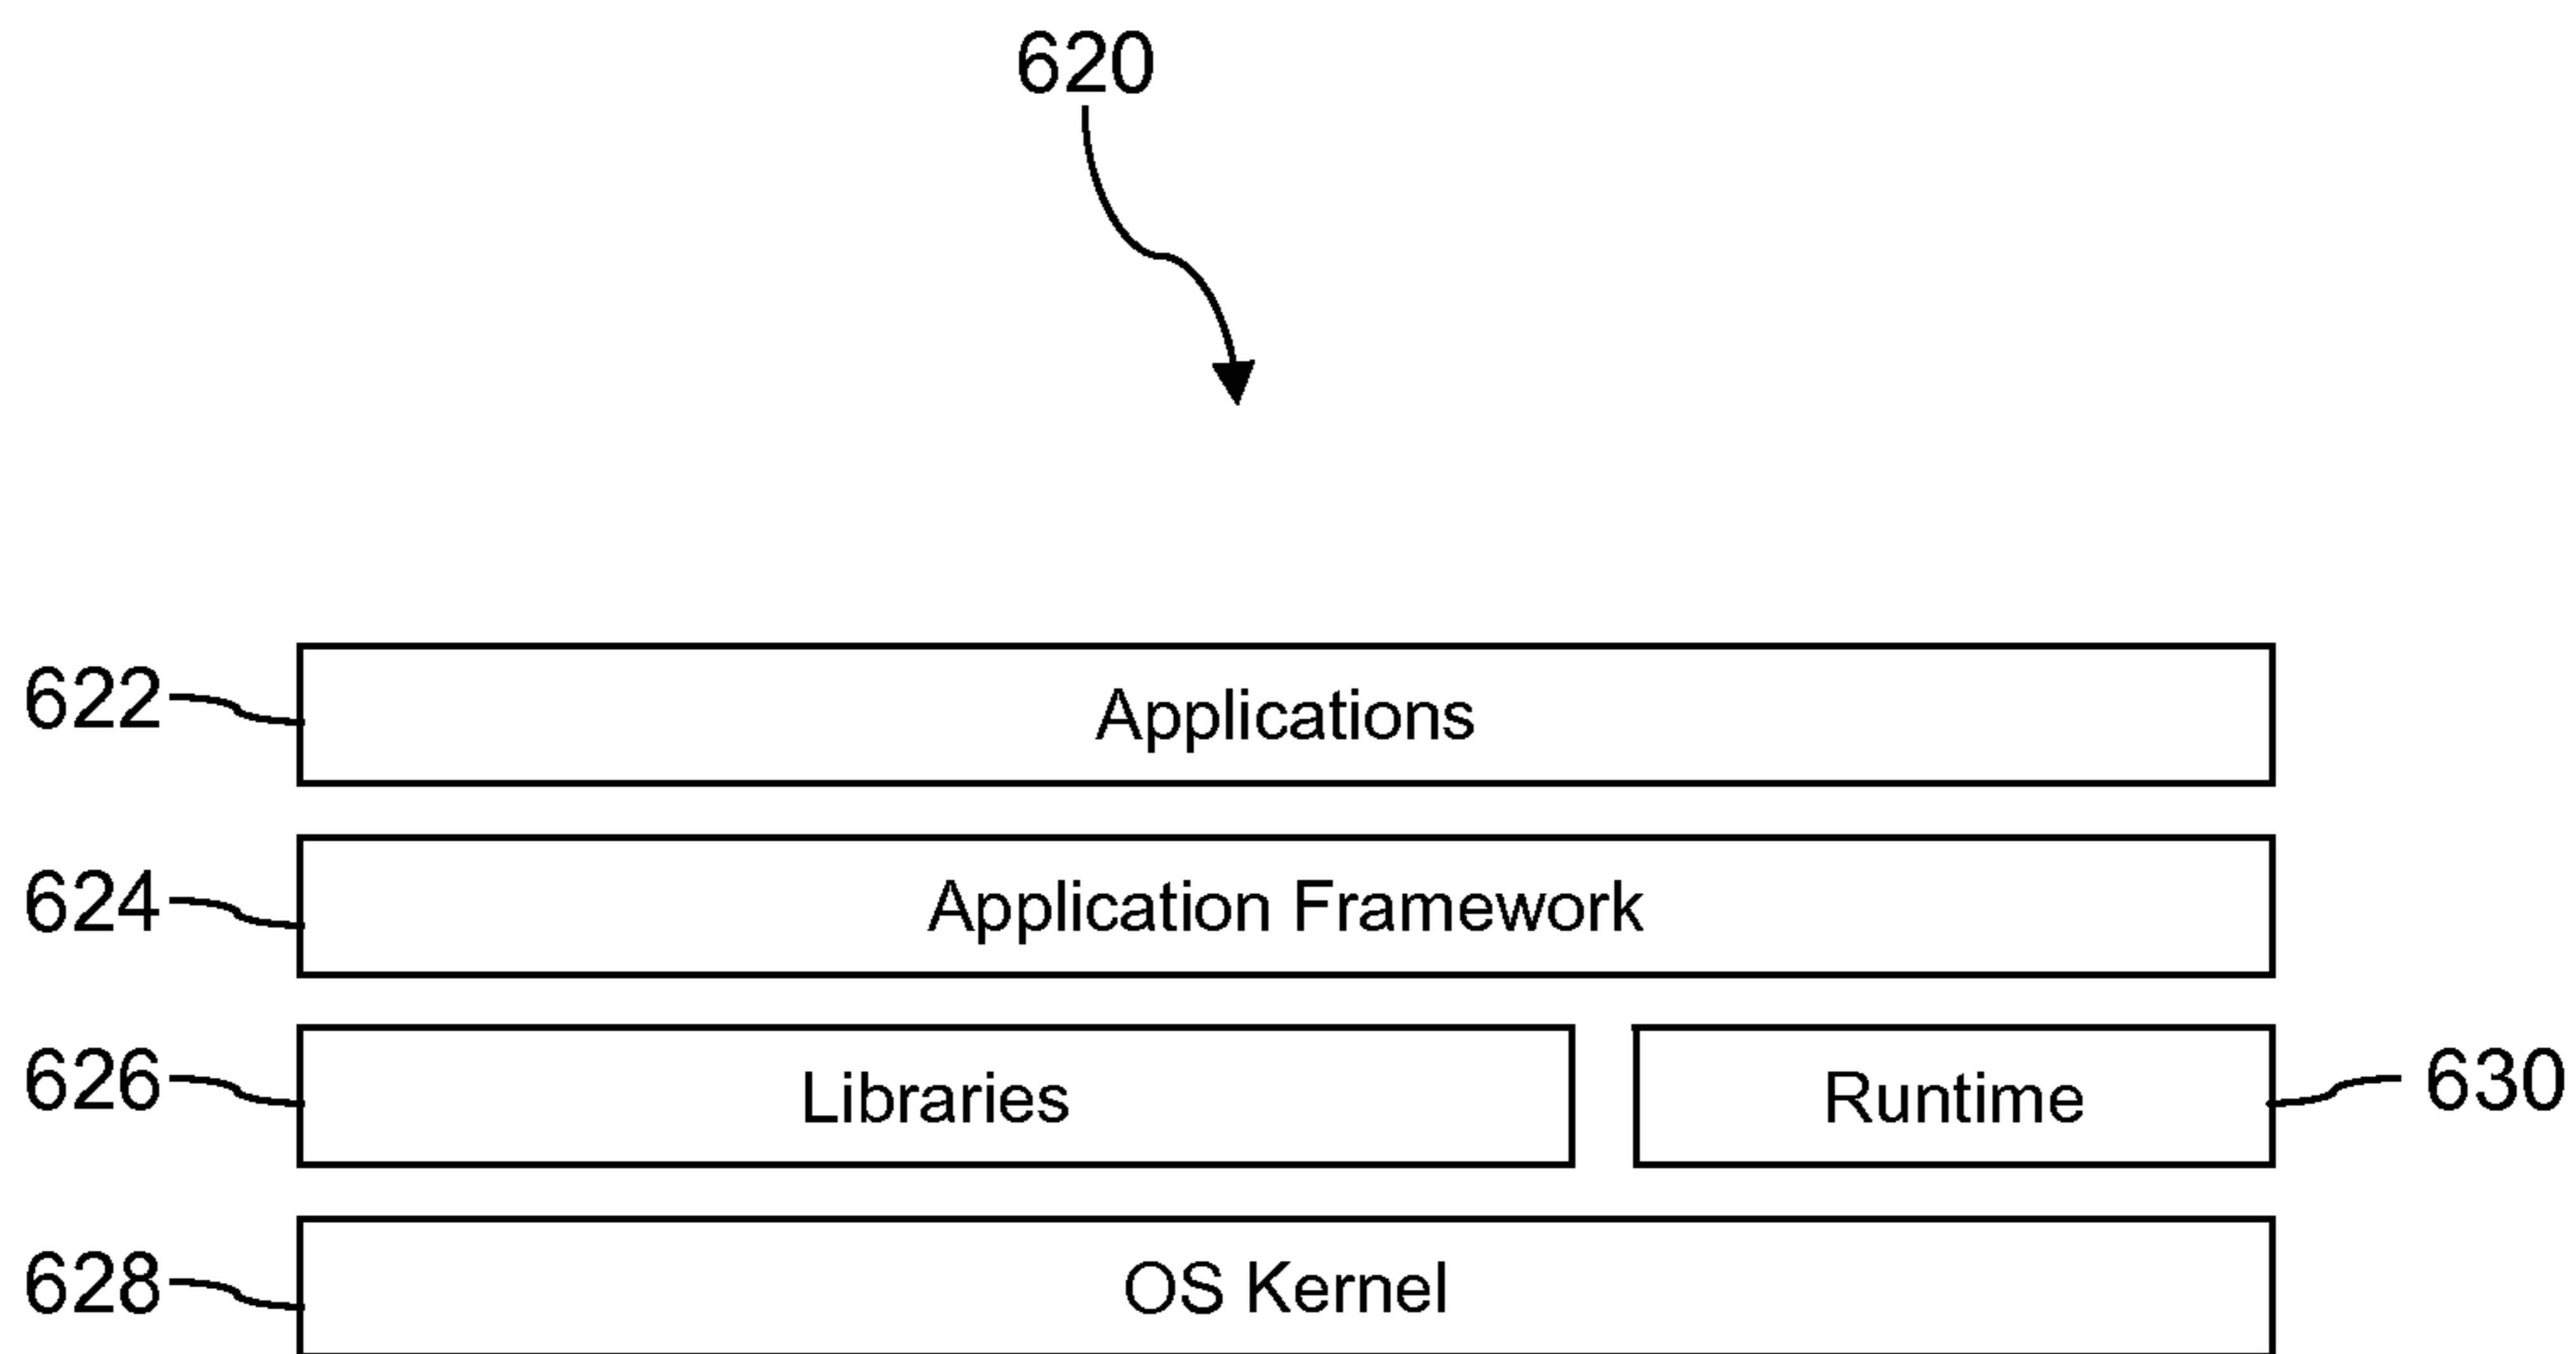 620
622 Applications
624 Application Framework
626 Libraries Runtime 630
628 OS Kernel